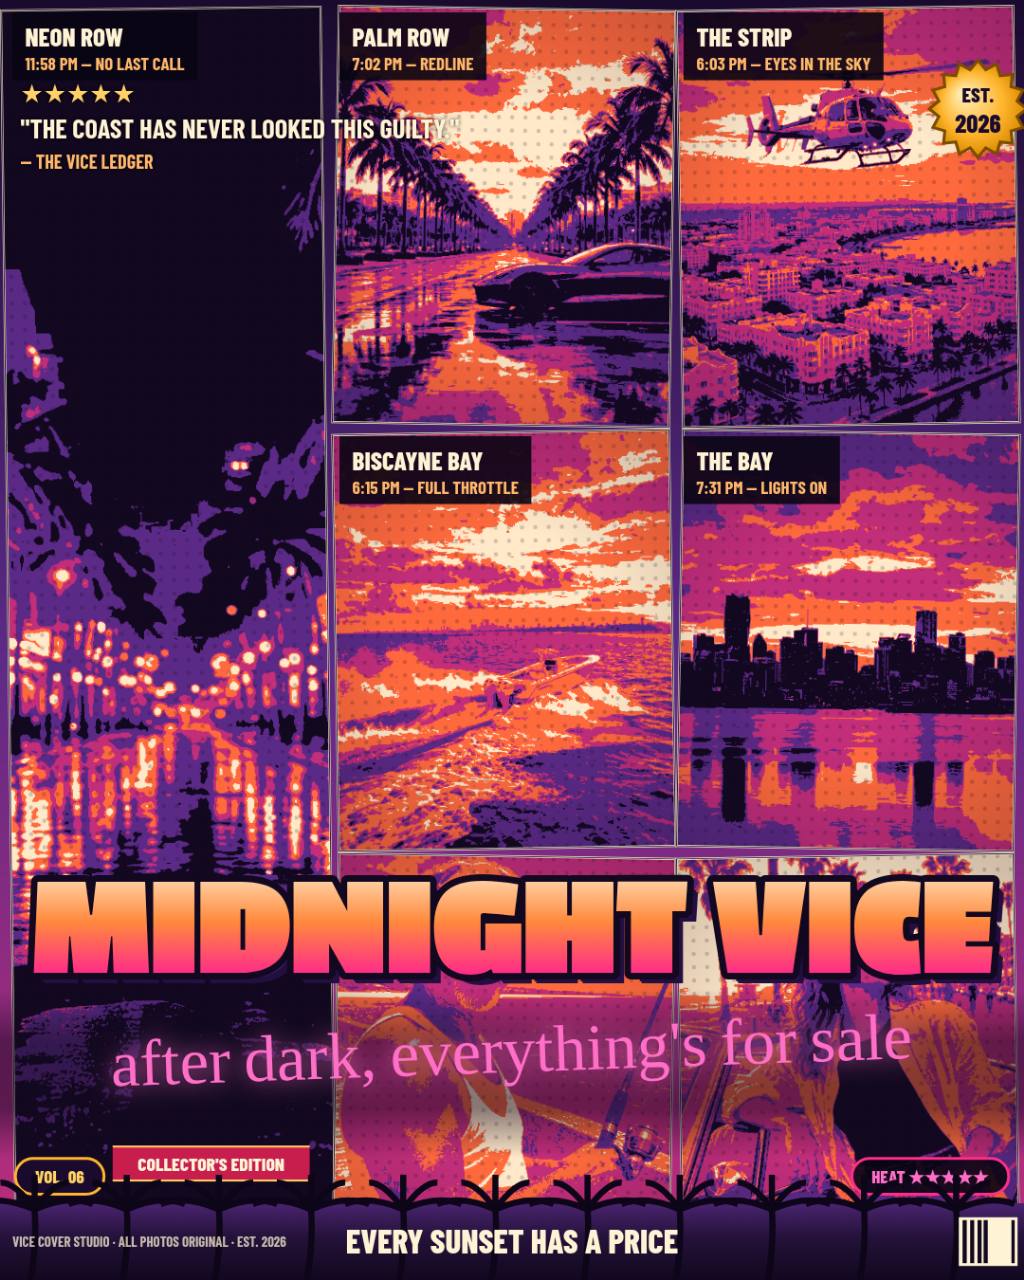 NEON ROW
11:58 PM — NO LAST CALL
★★★★★
"THE COAST HAS NEVER LOOKED THIS GUILTY."
— THE VICE LEDGER
PALM ROW
7:02 PM — REDLINE
THE STRIP
6:03 PM — EYES IN THE SKY
EST.
2026
BISCAYNE BAY
6:15 PM — FULL THROTTLE
THE BAY
7:31 PM — LIGHTS ON
MIDNIGHT VICE
after dark, everything's for sale
VOL 06
COLLECTOR'S EDITION
HEAT ★★★★★
VICE COVER STUDIO · ALL PHOTOS ORIGINAL · EST. 2026
EVERY SUNSET HAS A PRICE